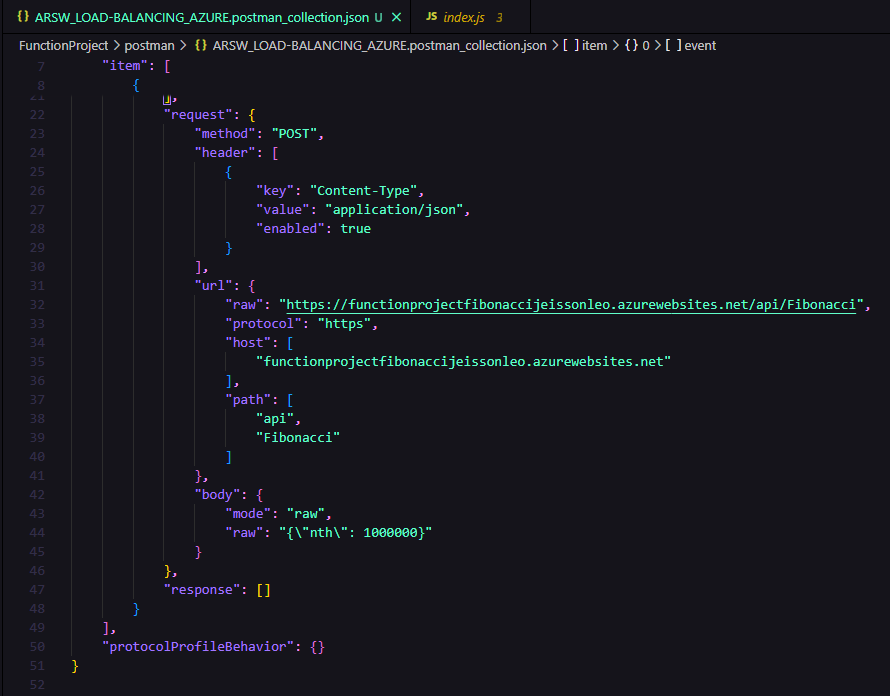 {} ARSW_LOAD-BALANCING_AZURE.postman_collection.json U × JS index.js 3
FunctionProject > postman > {} ARSW_LOAD-BALANCING_AZURE.postman_collection.json > [ ] item > {} 0 > [ ] event
7 "item": [
8 {
21 ],
22 "request": {
23 "method": "POST",
24 "header": [
25 {
26 "key": "Content-Type",
27 "value": "application/json",
28 "enabled": true
29 }
30 ],
31 "url": {
32 "raw": "https://functionprojectfibonaccijeissonleo.azurewebsites.net/api/Fibonacci",
33 "protocol": "https",
34 "host": [
35 "functionprojectfibonaccijeissonleo.azurewebsites.net"
36 ],
37 "path": [
38 "api",
39 "Fibonacci"
40 ]
41 },
42 "body": {
43 "mode": "raw",
44 "raw": "{\"nth\": 1000000}"
45 }
46 },
47 "response": []
48 }
49 ],
50 "protocolProfileBehavior": {}
51 }
52